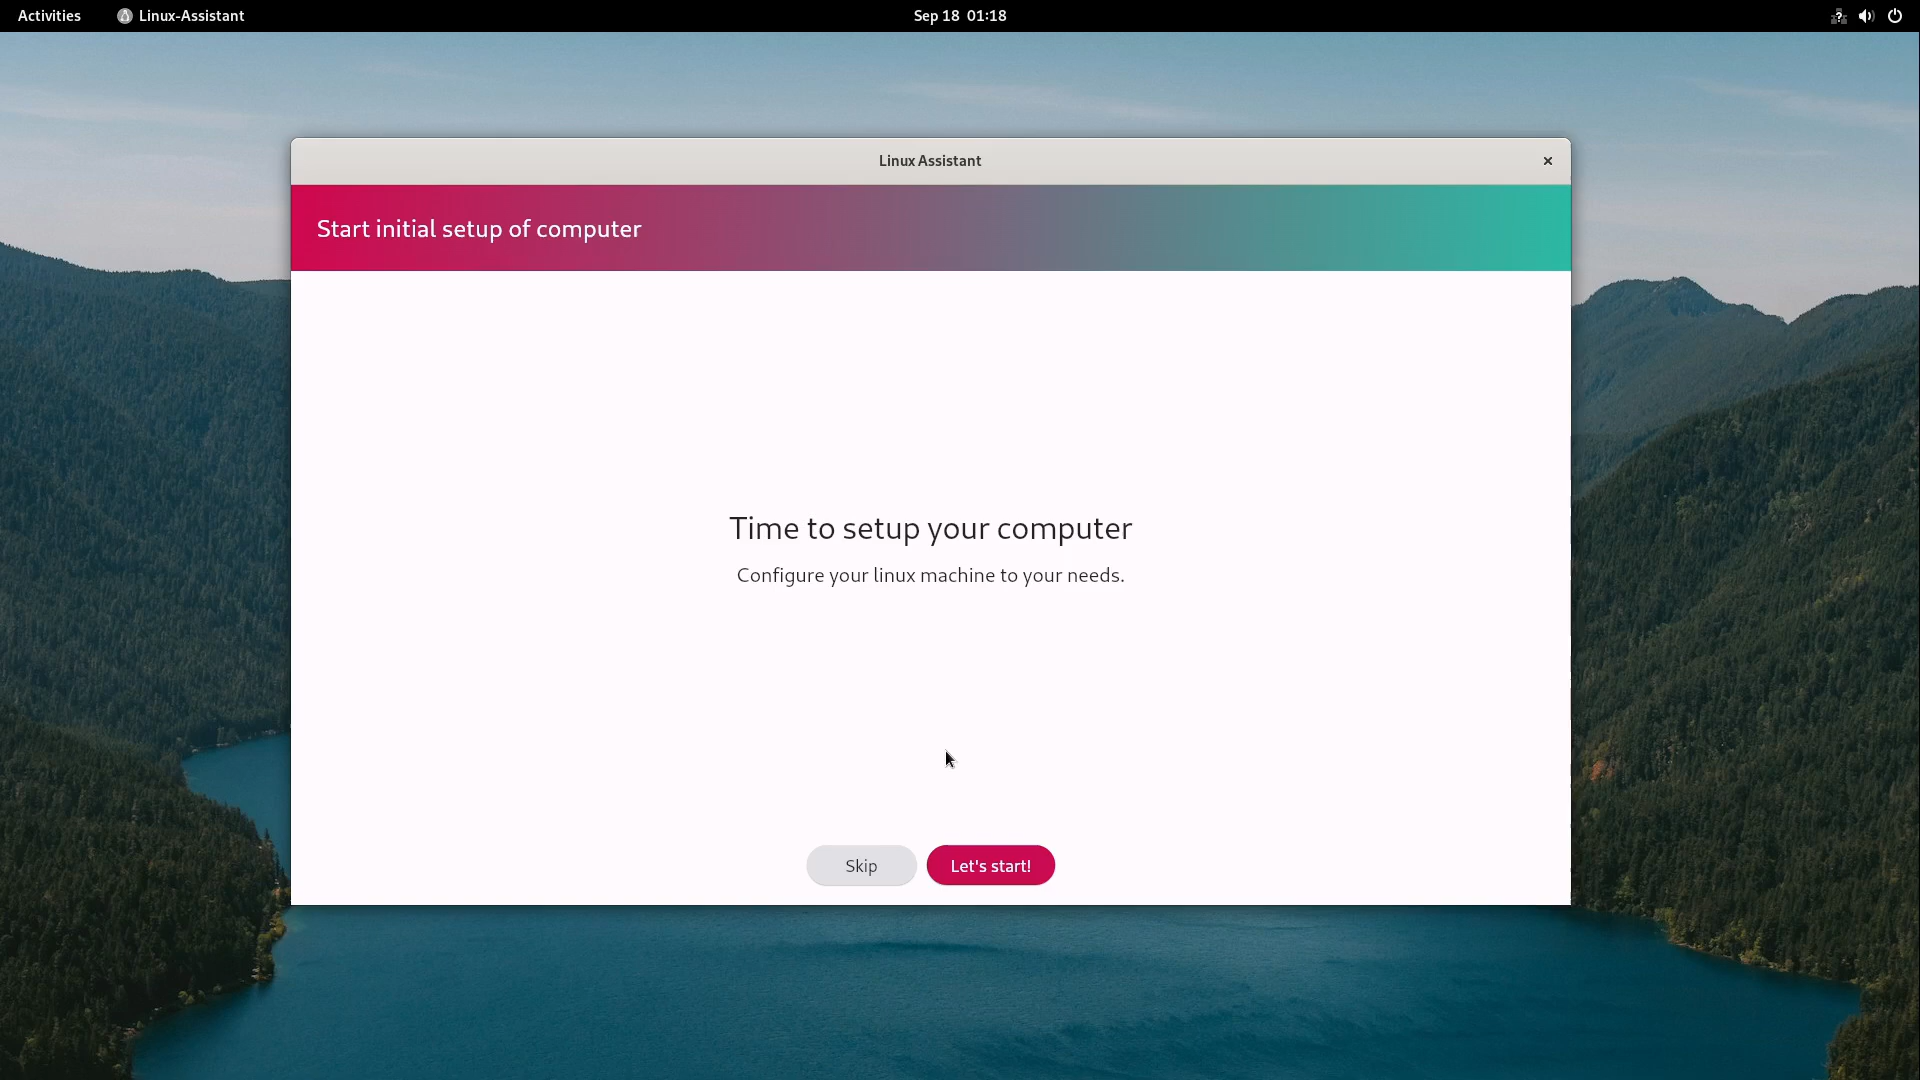 Activities Linux-Assistant Sep 18 01:18
Linux Assistant
Start initial setup of computer
Time to setup your computer
Configure your linux machine to your needs.
Skip Let's start!